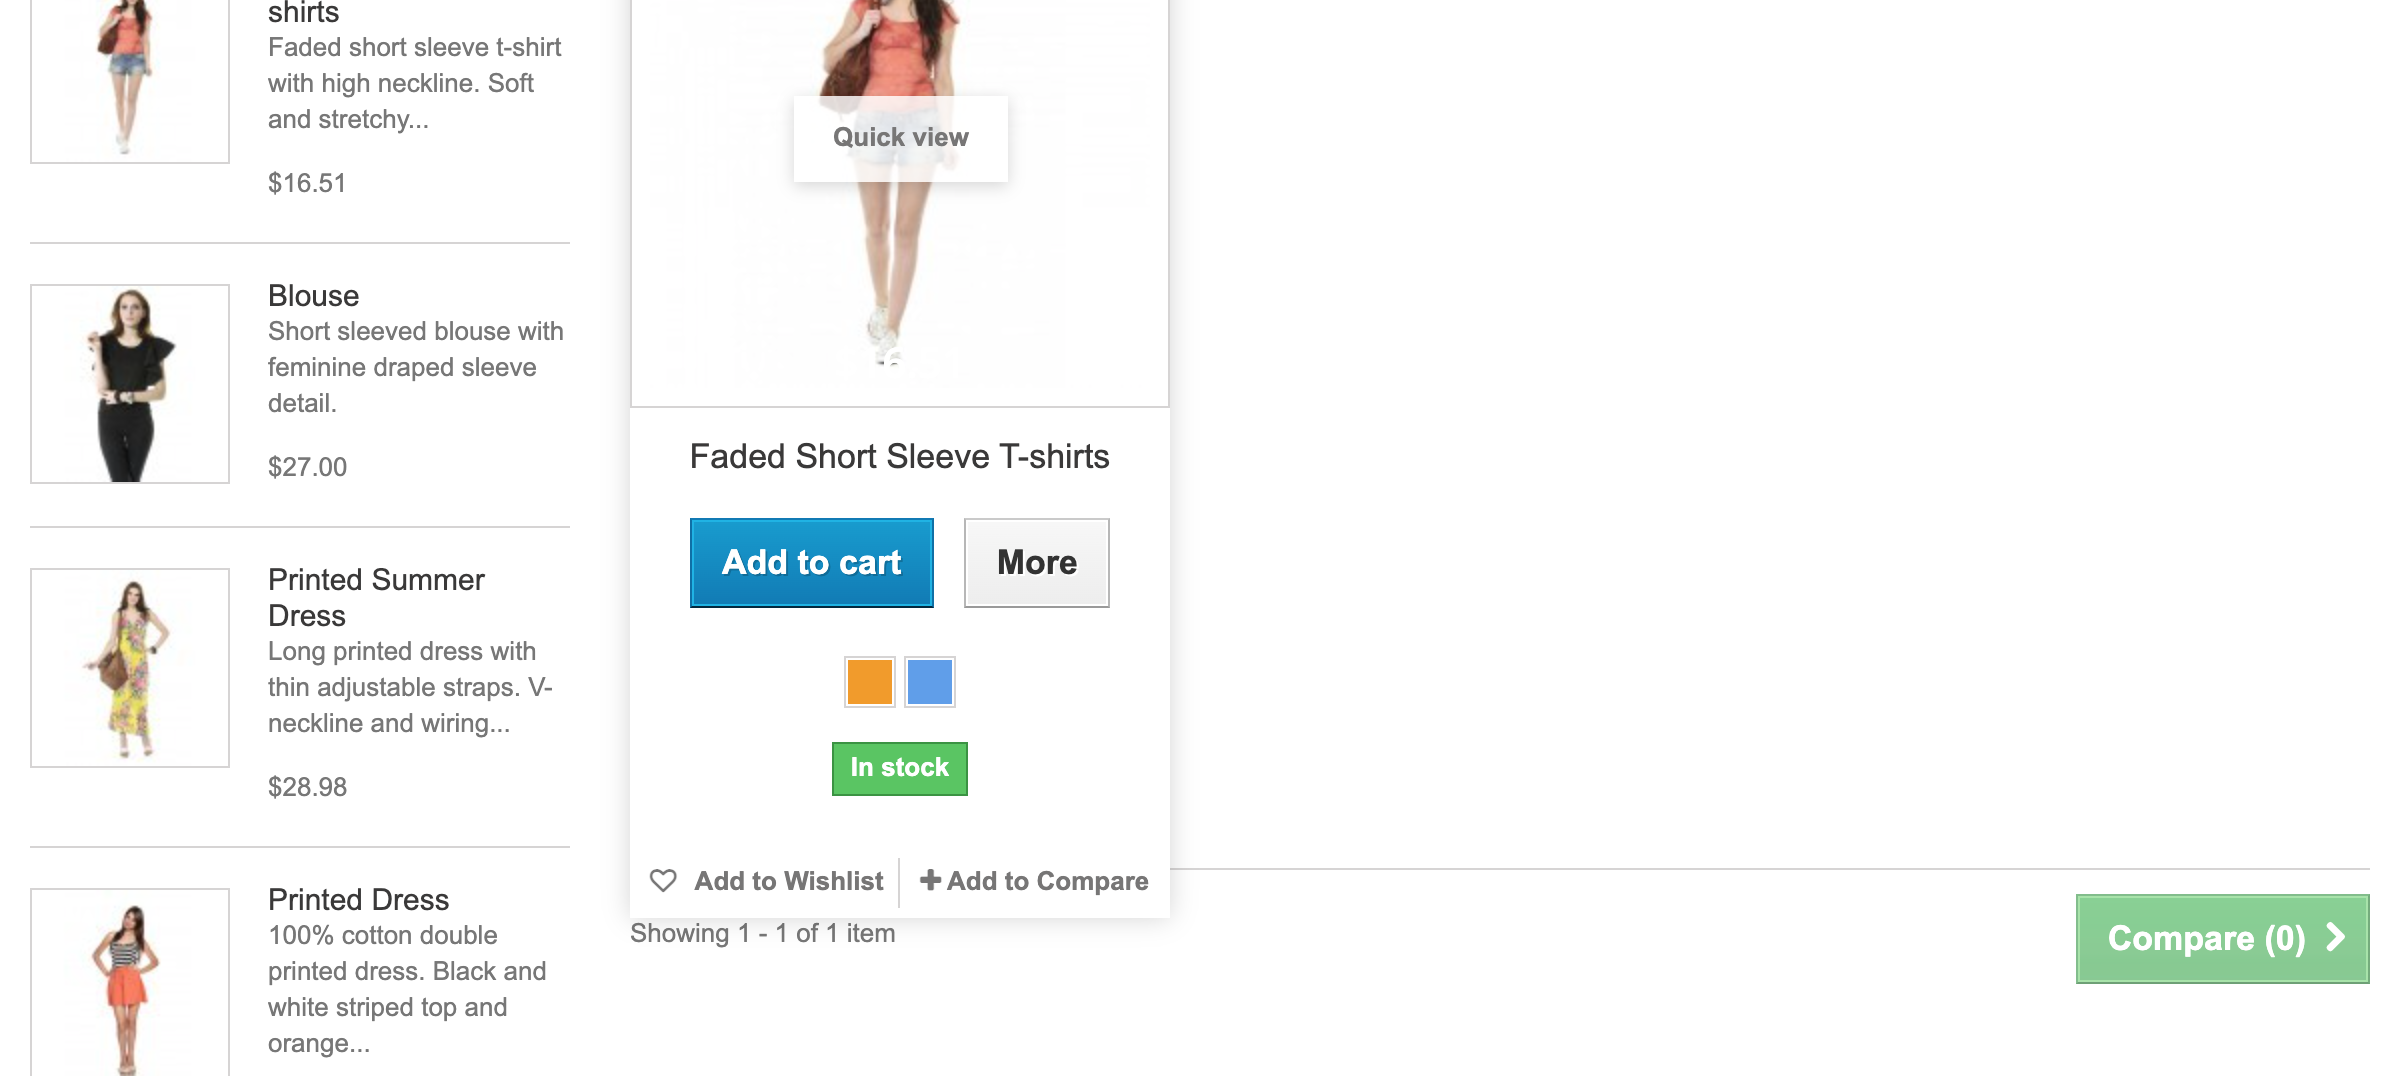 shirts
Faded short sleeve t-shirt
with high neckline. Soft
and stretchy...
$16.51
Blouse
Short sleeved blouse with
feminine draped sleeve
detail.
$27.00
Printed Summer
Dress
Long printed dress with
thin adjustable straps. V-
neckline and wiring...
$28.98
Printed Dress
100% cotton double
printed dress. Black and
white striped top and
orange...
Quick view
Faded Short Sleeve T-shirts
Add to cart
More
In stock
Add to Wishlist
Add to Compare
Showing 1 - 1 of 1 item
Compare (0)